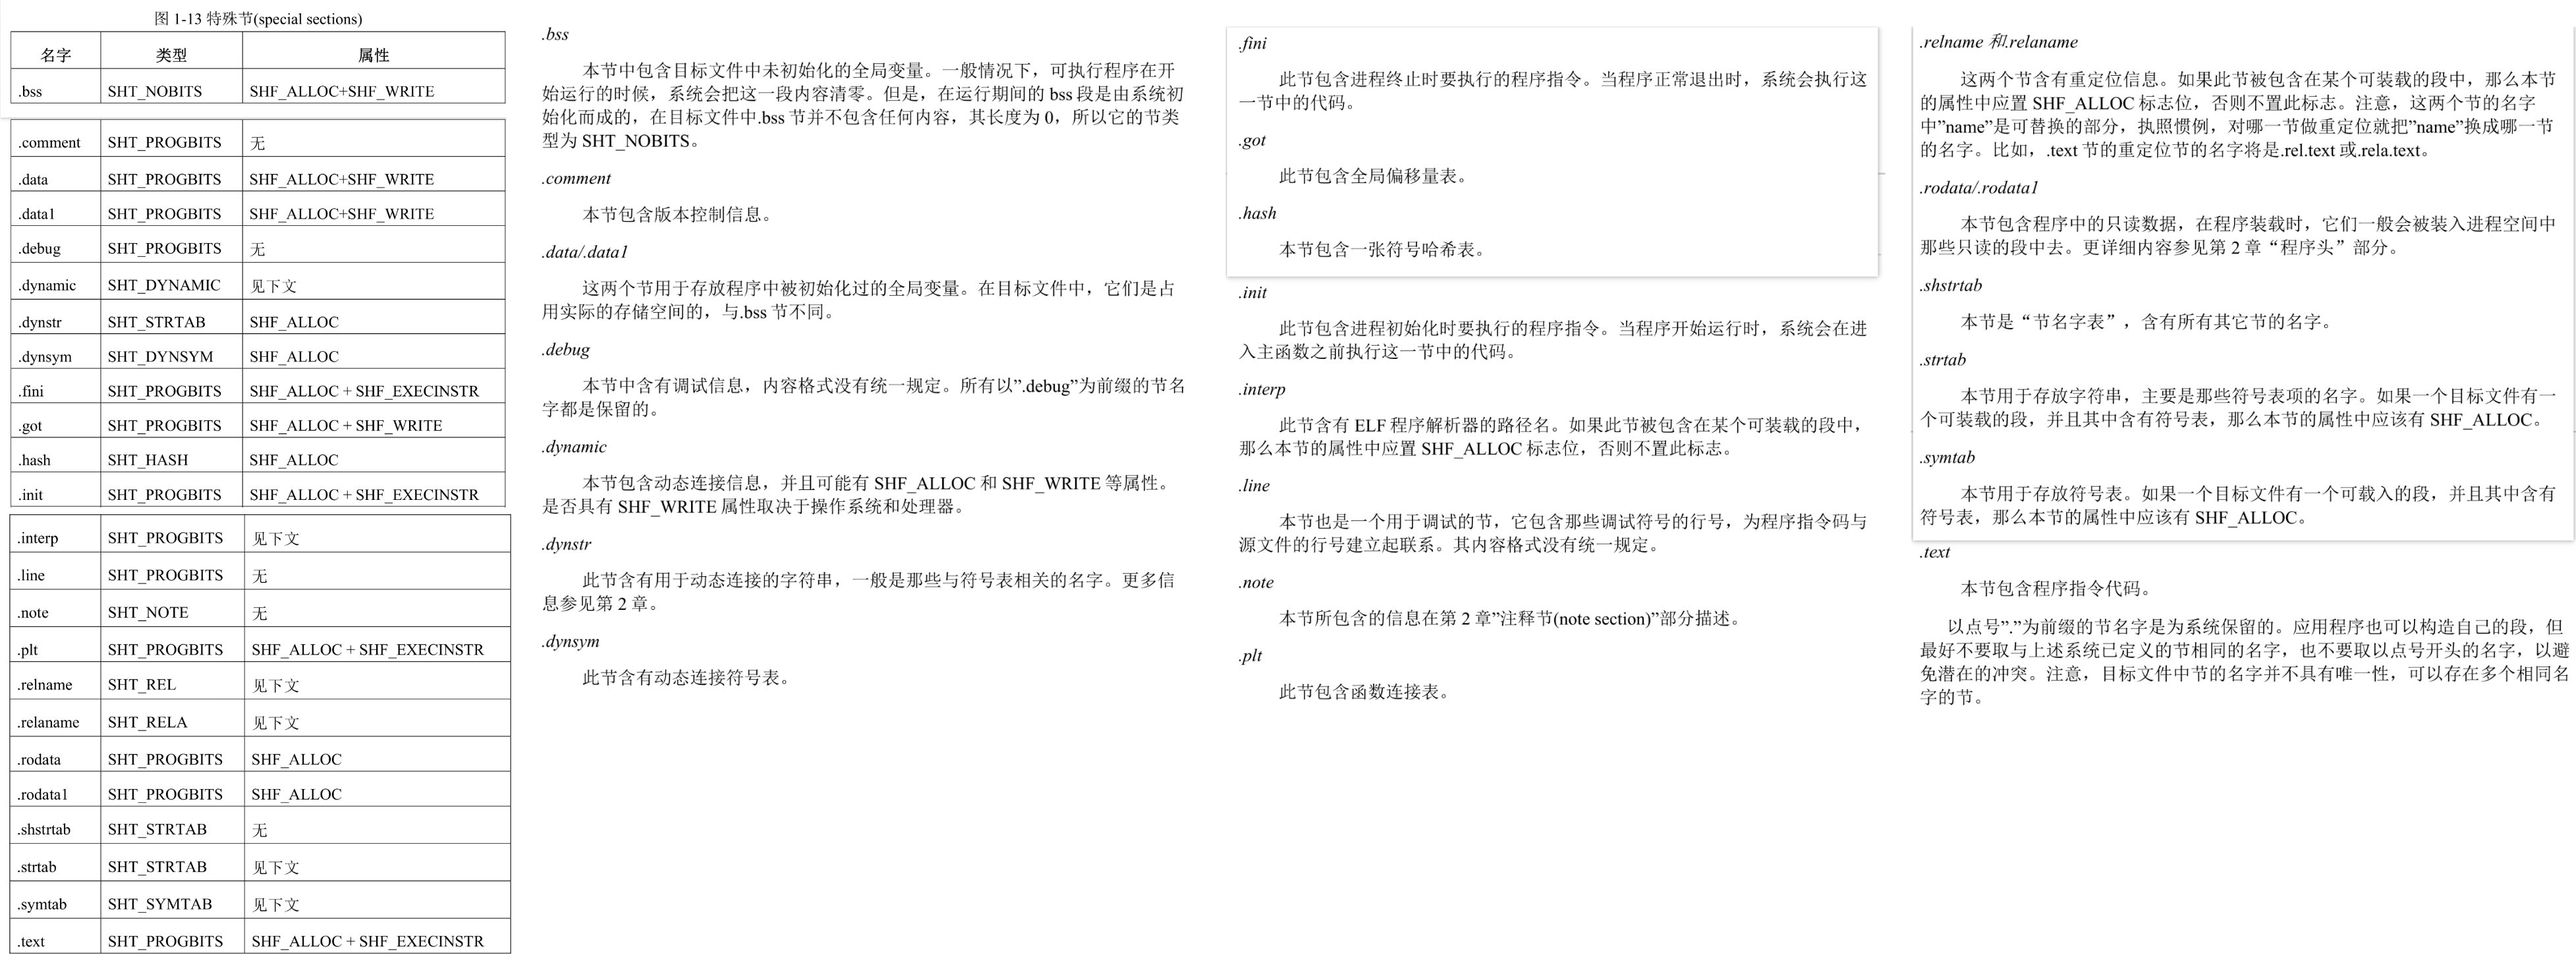 图 1-13 特殊节(special sections)
名字 类型 属性
.bss SHT_NOBITS SHF_ALLOC+SHF_WRITE
.comment SHT_PROGBITS 无
.data SHT_PROGBITS SHF_ALLOC+SHF_WRITE
.data1 SHT_PROGBITS SHF_ALLOC+SHF_WRITE
.debug SHT_PROGBITS 无
.dynamic SHT_DYNAMIC 见下文
.dynstr SHT_STRTAB SHF_ALLOC
.dynsym SHT_DYNSYM SHF_ALLOC
.fini SHT_PROGBITS SHF_ALLOC + SHF_EXECINSTR
.got SHT_PROGBITS SHF_ALLOC + SHF_WRITE
.hash SHT_HASH SHF_ALLOC
.init SHT_PROGBITS SHF_ALLOC + SHF_EXECINSTR
.interp SHT_PROGBITS 见下文
.line SHT_PROGBITS 无
.note SHT_NOTE 无
.plt SHT_PROGBITS SHF_ALLOC + SHF_EXECINSTR
.relname SHT_REL 见下文
.relaname SHT_RELA 见下文
.rodata SHT_PROGBITS SHF_ALLOC
.rodata1 SHT_PROGBITS SHF_ALLOC
.shstrtab SHT_STRTAB 无
.strtab SHT_STRTAB 见下文
.symtab SHT_SYMTAB 见下文
.text SHT_PROGBITS SHF_ALLOC + SHF_EXECINSTR
.bss
本节中包含目标文件中未初始化的全局变量。一般情况下，可执行程序在开
始运行的时候，系统会把这一段内容清零。但是，在运行期间的 bss 段是由系统初
始化而成的，在目标文件中.bss 节并不包含任何内容，其长度为 0，所以它的节类
型为 SHT_NOBITS。
.comment
本节包含版本控制信息。
.data/.data1
这两个节用于存放程序中被初始化过的全局变量。在目标文件中，它们是占
用实际的存储空间的，与.bss 节不同。
.debug
本节中含有调试信息，内容格式没有统一规定。所有以”.debug”为前缀的节名
字都是保留的。
.dynamic
本节包含动态连接信息，并且可能有 SHF_ALLOC 和 SHF_WRITE 等属性。
是否具有 SHF_WRITE 属性取决于操作系统和处理器。
.dynstr
此节含有用于动态连接的字符串，一般是那些与符号表相关的名字。更多信
息参见第 2 章。
.dynsym
此节含有动态连接符号表。
.fini
此节包含进程终止时要执行的程序指令。当程序正常退出时，系统会执行这
一节中的代码。
.got
此节包含全局偏移量表。
.hash
本节包含一张符号哈希表。
.init
此节包含进程初始化时要执行的程序指令。当程序开始运行时，系统会在进
入主函数之前执行这一节中的代码。
.interp
此节含有 ELF 程序解析器的路径名。如果此节被包含在某个可装载的段中，
那么本节的属性中应置 SHF_ALLOC 标志位，否则不置此标志。
.line
本节也是一个用于调试的节，它包含那些调试符号的行号，为程序指令码与
源文件的行号建立起联系。其内容格式没有统一规定。
.note
本节所包含的信息在第 2 章”注释节(note section)”部分描述。
.plt
此节包含函数连接表。
.relname 和.relaname
这两个节含有重定位信息。如果此节被包含在某个可装载的段中，那么本节
的属性中应置 SHF_ALLOC 标志位，否则不置此标志。注意，这两个节的名字
中”name”是可替换的部分，执照惯例，对哪一节做重定位就把”name”换成哪一节
的名字。比如，.text 节的重定位节的名字将是.rel.text 或.rela.text。
.rodata/.rodata1
本节包含程序中的只读数据，在程序装载时，它们一般会被装入进程空间中
那些只读的段中去。更详细内容参见第 2 章“程序头”部分。
.shstrtab
本节是“节名字表”，含有所有其它节的名字。
.strtab
本节用于存放字符串，主要是那些符号表项的名字。如果一个目标文件有一
个可装载的段，并且其中含有符号表，那么本节的属性中应该有 SHF_ALLOC。
.symtab
本节用于存放符号表。如果一个目标文件有一个可载入的段，并且其中含有
符号表，那么本节的属性中应该有 SHF_ALLOC。
.text
本节包含程序指令代码。
以点号”.”为前缀的节名字是为系统保留的。应用程序也可以构造自己的段，但
最好不要取与上述系统已定义的节相同的名字，也不要取以点号开头的名字，以避
免潜在的冲突。注意，目标文件中节的名字并不具有唯一性，可以存在多个相同名
字的节。